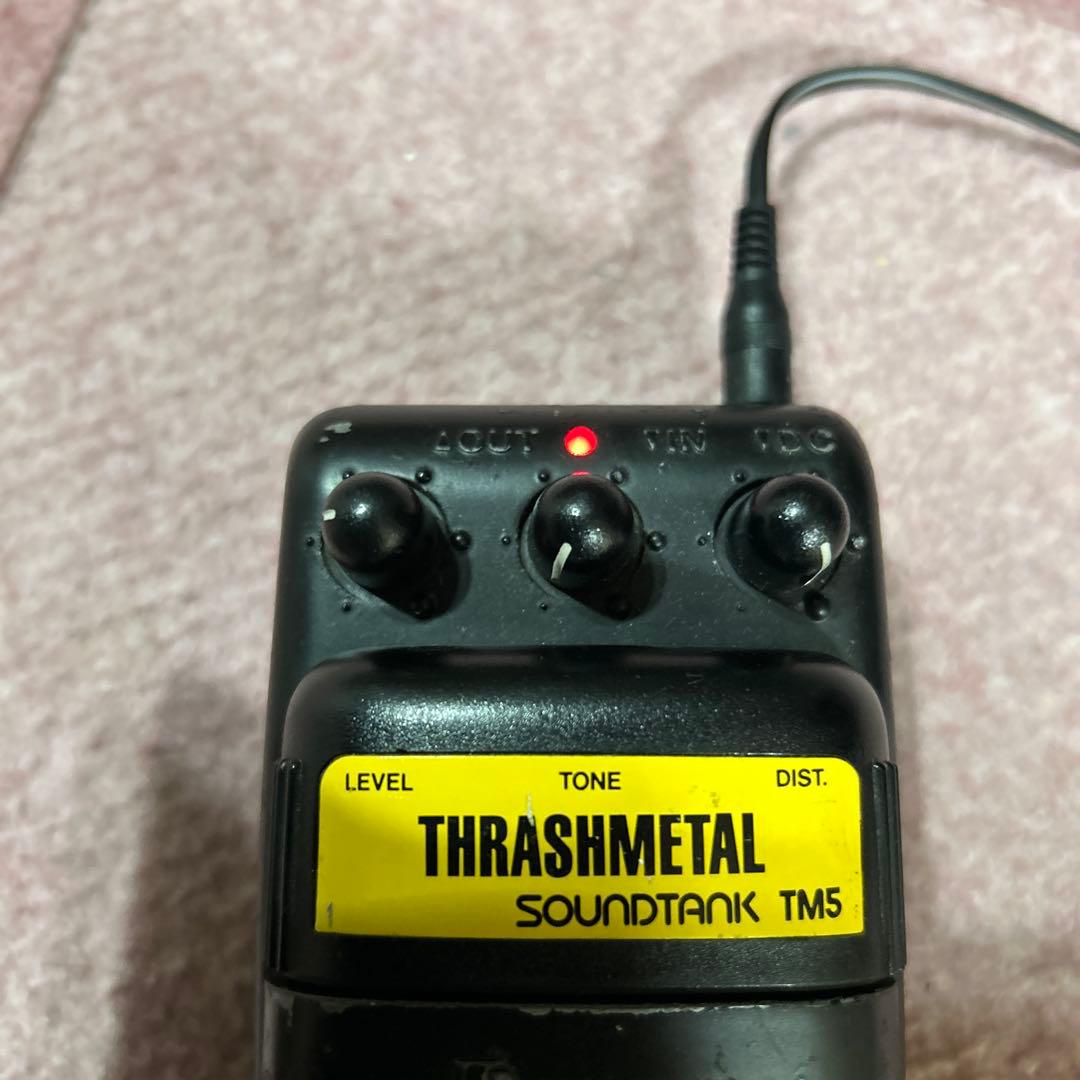 OUT IN DC
LEVEL TONE DIST.
THRASHMETAL
SOUNDTANK TM5